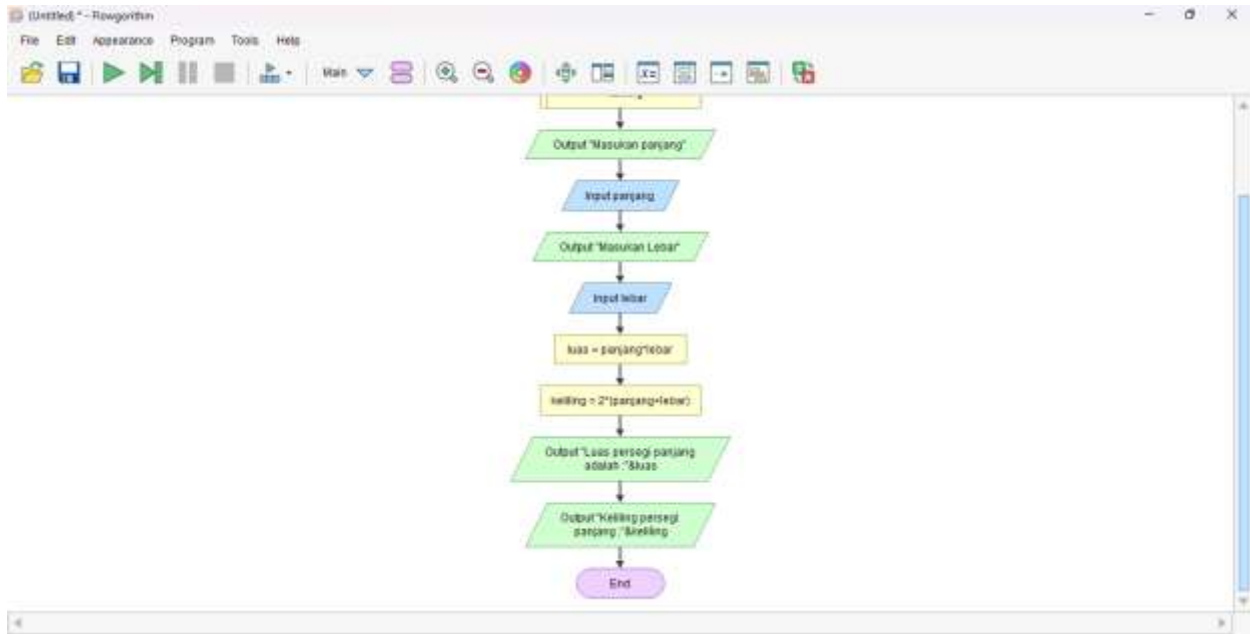 (Untitled) * - Flowgorithm
File Edit Appearance Program Tools Help
Main
Output "Masukan panjang"
Input panjang
Output "Masukan Lebar"
Input lebar
luas = panjang*lebar
keliling = 2*(panjang+lebar)
Output "Luas persegi panjang
adalah :"&luas
Output "Keliling persegi
panjang :"&keliling
End